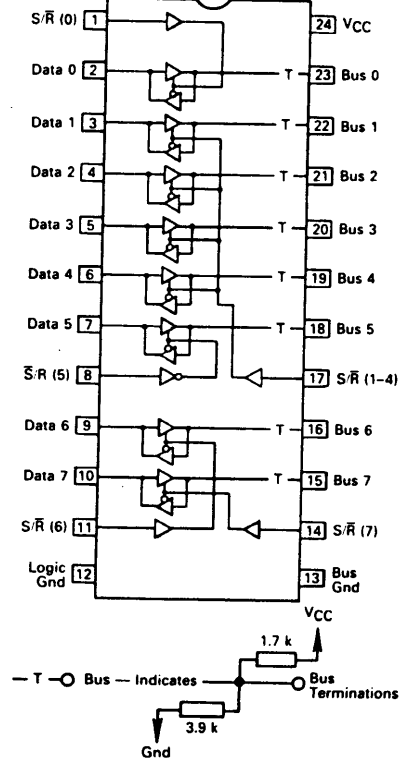 S/R̅ (0) 1
24 VCC
Data 0 2 T 23 Bus 0
Data 1 3 T 22 Bus 1
Data 2 4 T 21 Bus 2
Data 3 5 T 20 Bus 3
Data 4 6 T 19 Bus 4
Data 5 7 T 18 Bus 5
S̅/R (5) 8 17 S/R̅ (1-4)
Data 6 9 T 16 Bus 6
Data 7 10 T 15 Bus 7
S/R̅ (6) 11 14 S/R̅ (7)
Logic
Gnd 12
13 Bus
Gnd
VCC
1.7 k
— T — Bus — Indicates
Bus
Terminations
3.9 k
Gnd